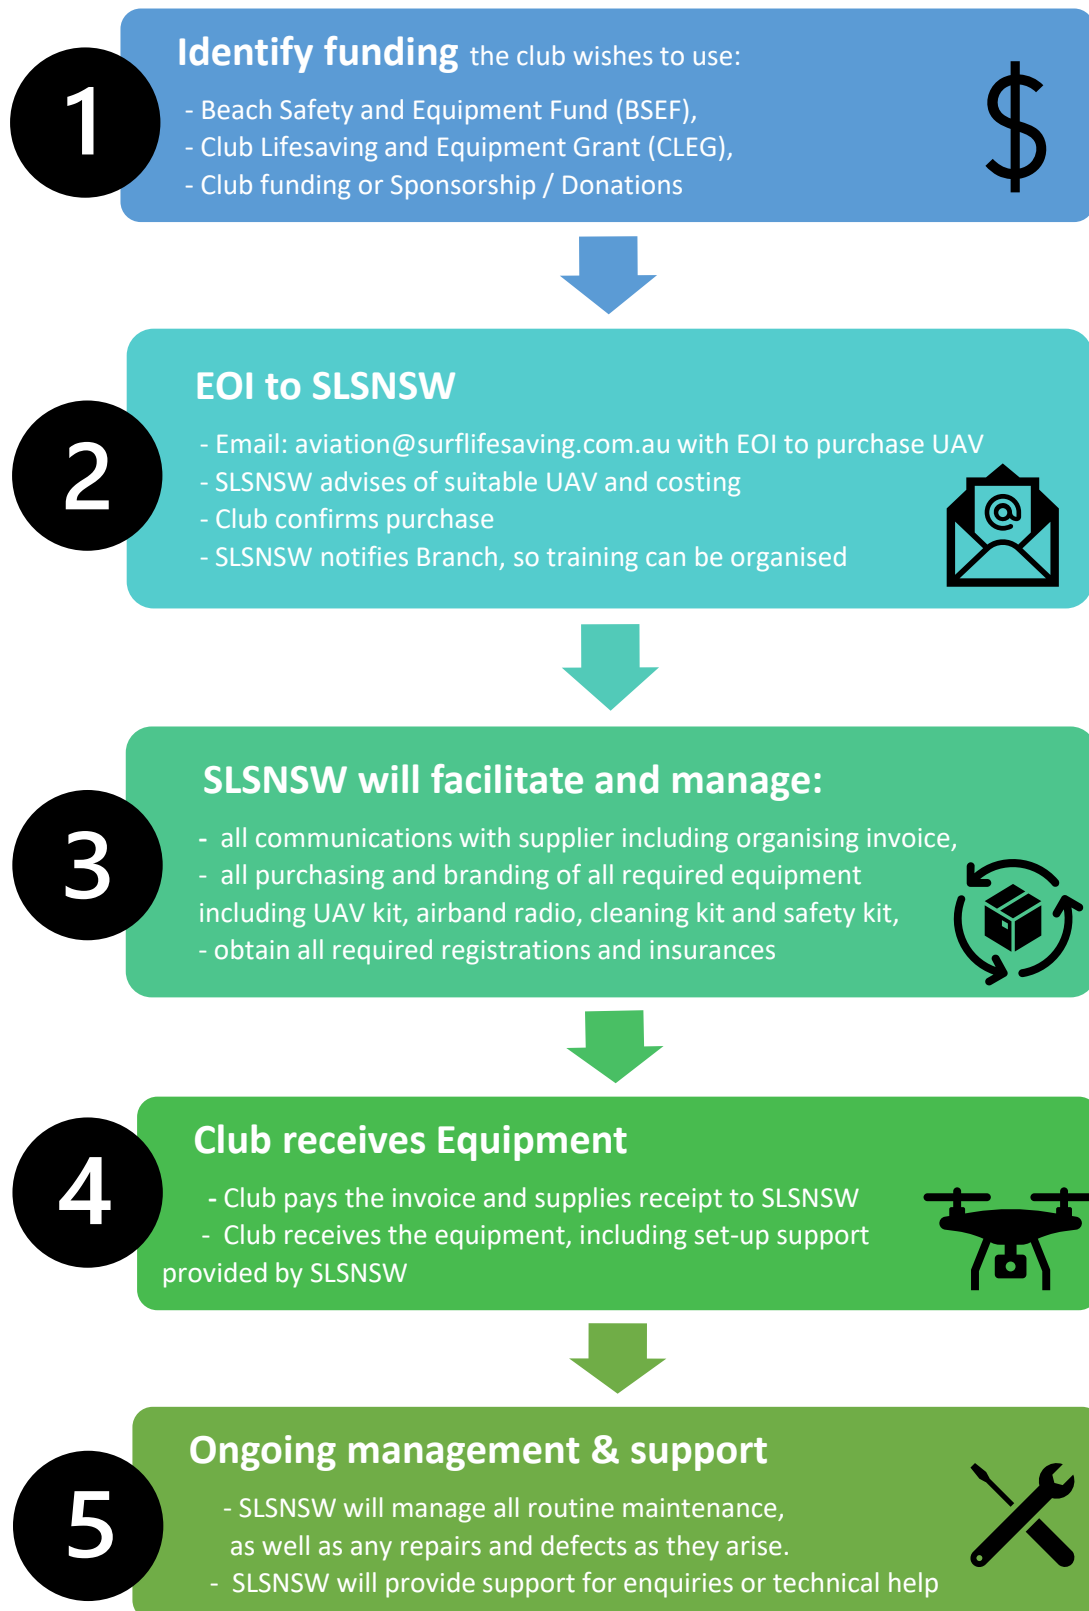 1
Identify funding the club wishes to use:
- Beach Safety and Equipment Fund (BSEF),
- Club Lifesaving and Equipment Grant (CLEG),
- Club funding or Sponsorship / Donations
$
2
EOI to SLSNSW
- Email: aviation@surflifesaving.com.au with EOI to purchase UAV
- SLSNSW advises of suitable UAV and costing
- Club confirms purchase
- SLSNSW notifies Branch, so training can be organised
@
3
SLSNSW will facilitate and manage:
- all communications with supplier including organising invoice,
- all purchasing and branding of all required equipment
including UAV kit, airband radio, cleaning kit and safety kit,
- obtain all required registrations and insurances
4
Club receives Equipment
- Club pays the invoice and supplies receipt to SLSNSW
- Club receives the equipment, including set-up support
provided by SLSNSW
5
Ongoing management & support
- SLSNSW will manage all routine maintenance,
as well as any repairs and defects as they arise.
- SLSNSW will provide support for enquiries or technical help